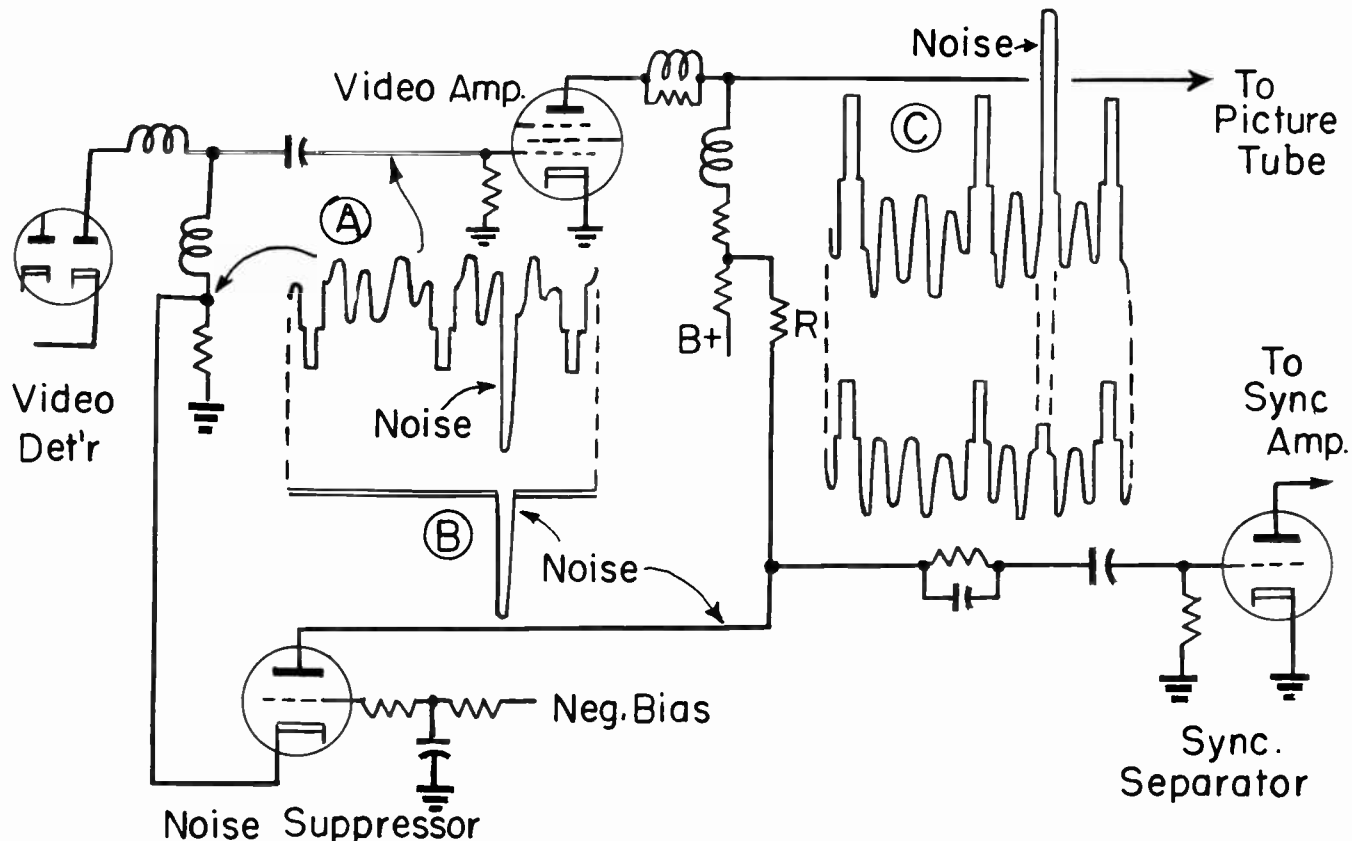 Noise
Video Amp.
To
Picture
Tube
C
A
R
B+
Video
Det'r
Noise
To
Sync
Amp.
B
Noise
Neg. Bias
Sync.
Separator
Noise Suppressor